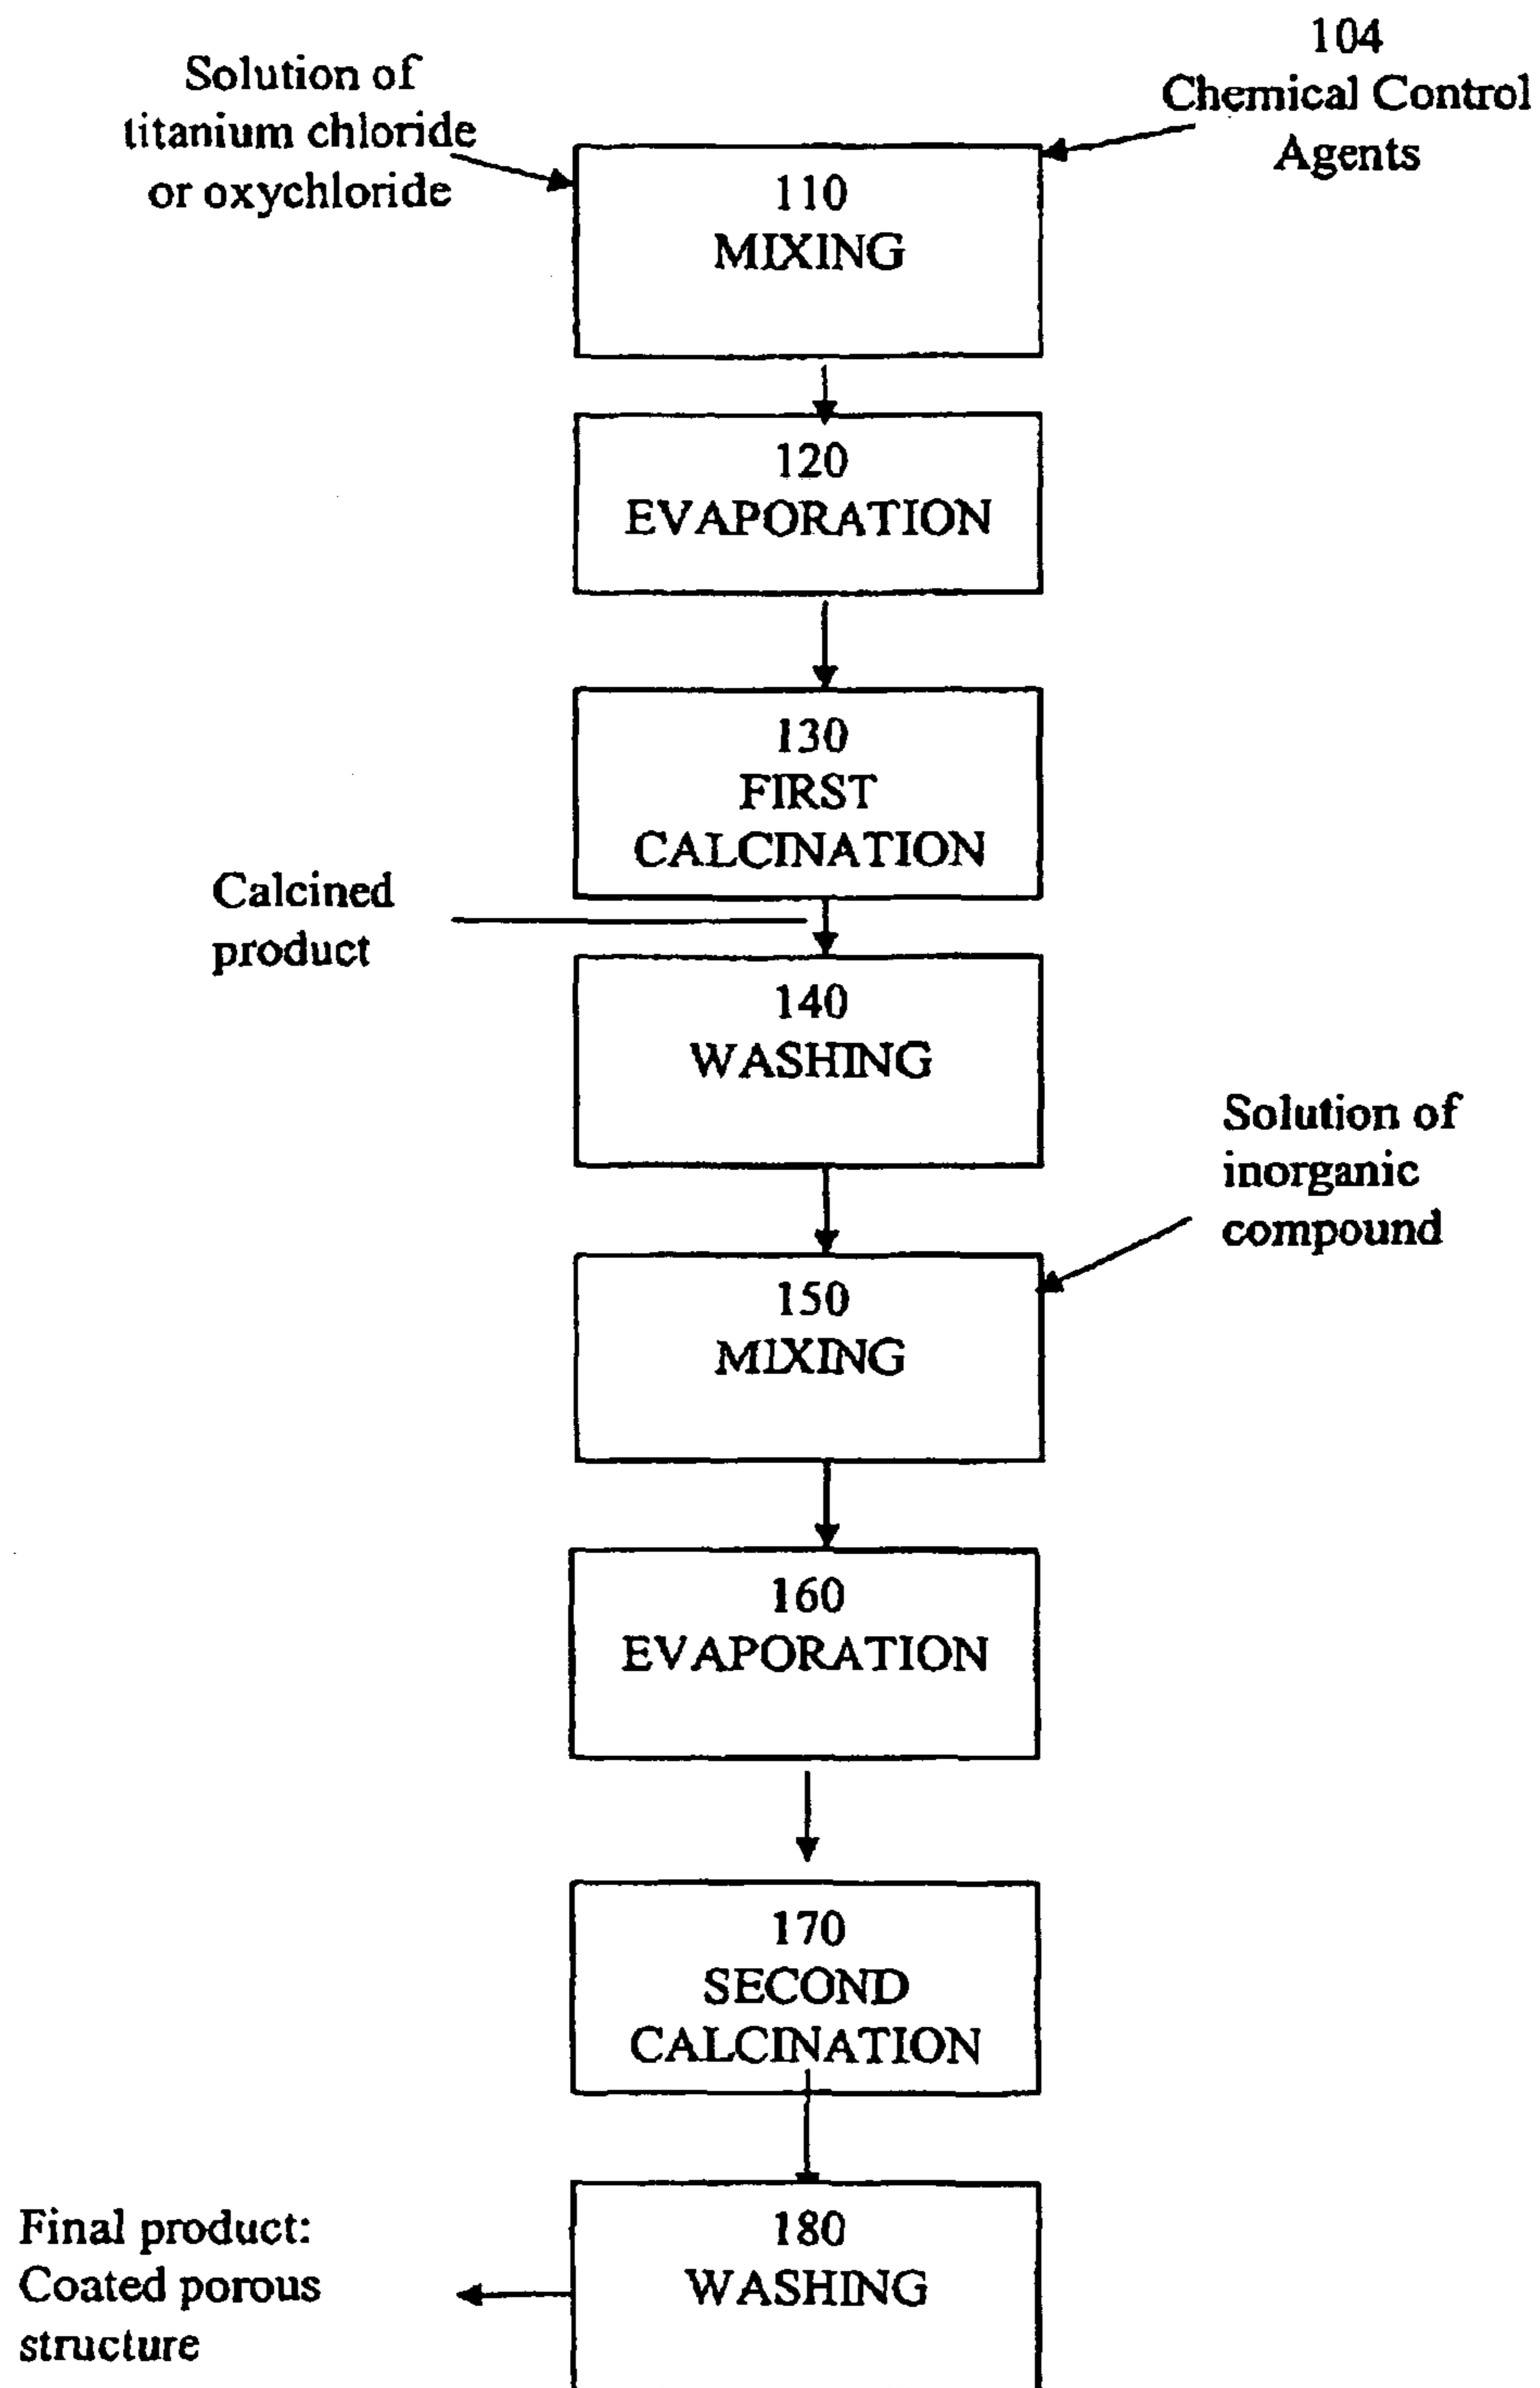 Solution of
titanium chloride
or oxychloride
104
Chemical Control
Agents
110
MIXING
120
EVAPORATION
130
FIRST
CALCINATION
Calcined
product
140
WASHING
Solution of
inorganic
compound
150
MIXING
160
EVAPORATION
170
SECOND
CALCINATION
180
WASHING
Final product:
Coated porous
structure